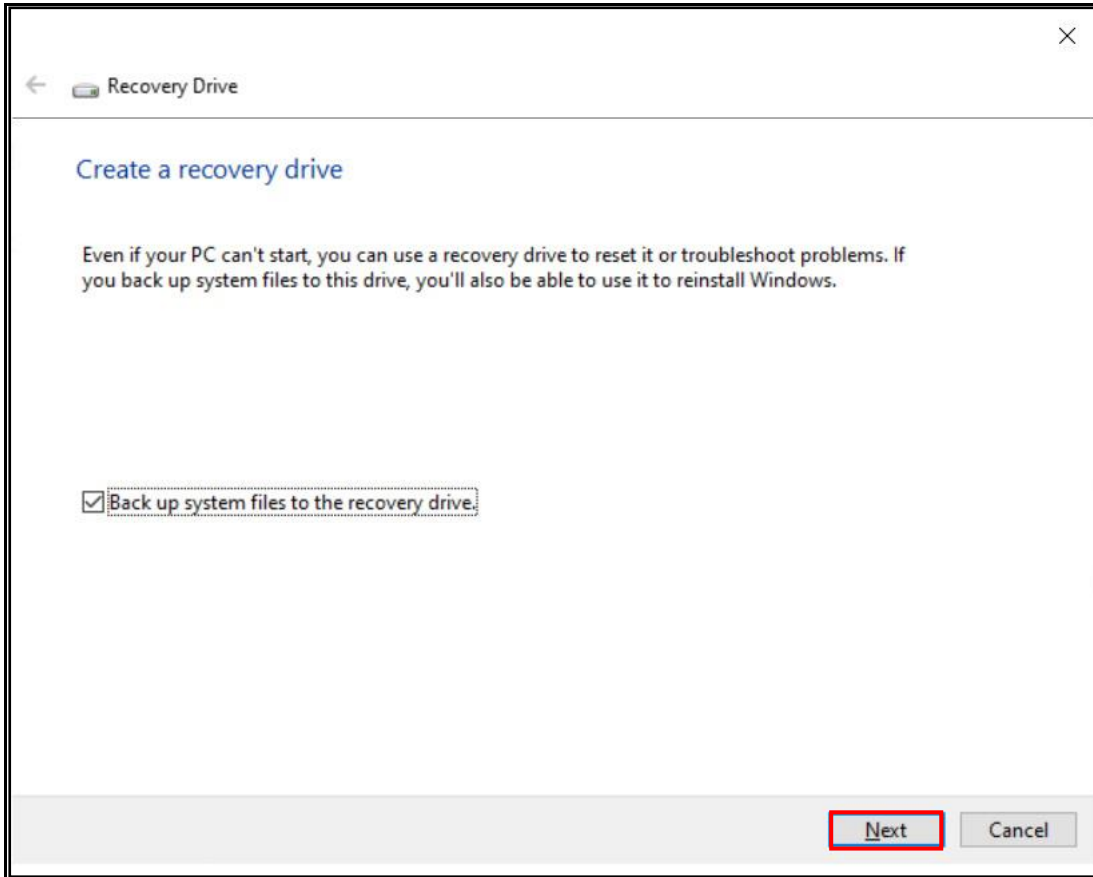 Recovery Drive
Create a recovery drive
Even if your PC can't start, you can use a recovery drive to reset it or troubleshoot problems. If
you back up system files to this drive, you'll also be able to use it to reinstall Windows.
Back up system files to the recovery drive.
Next
Cancel